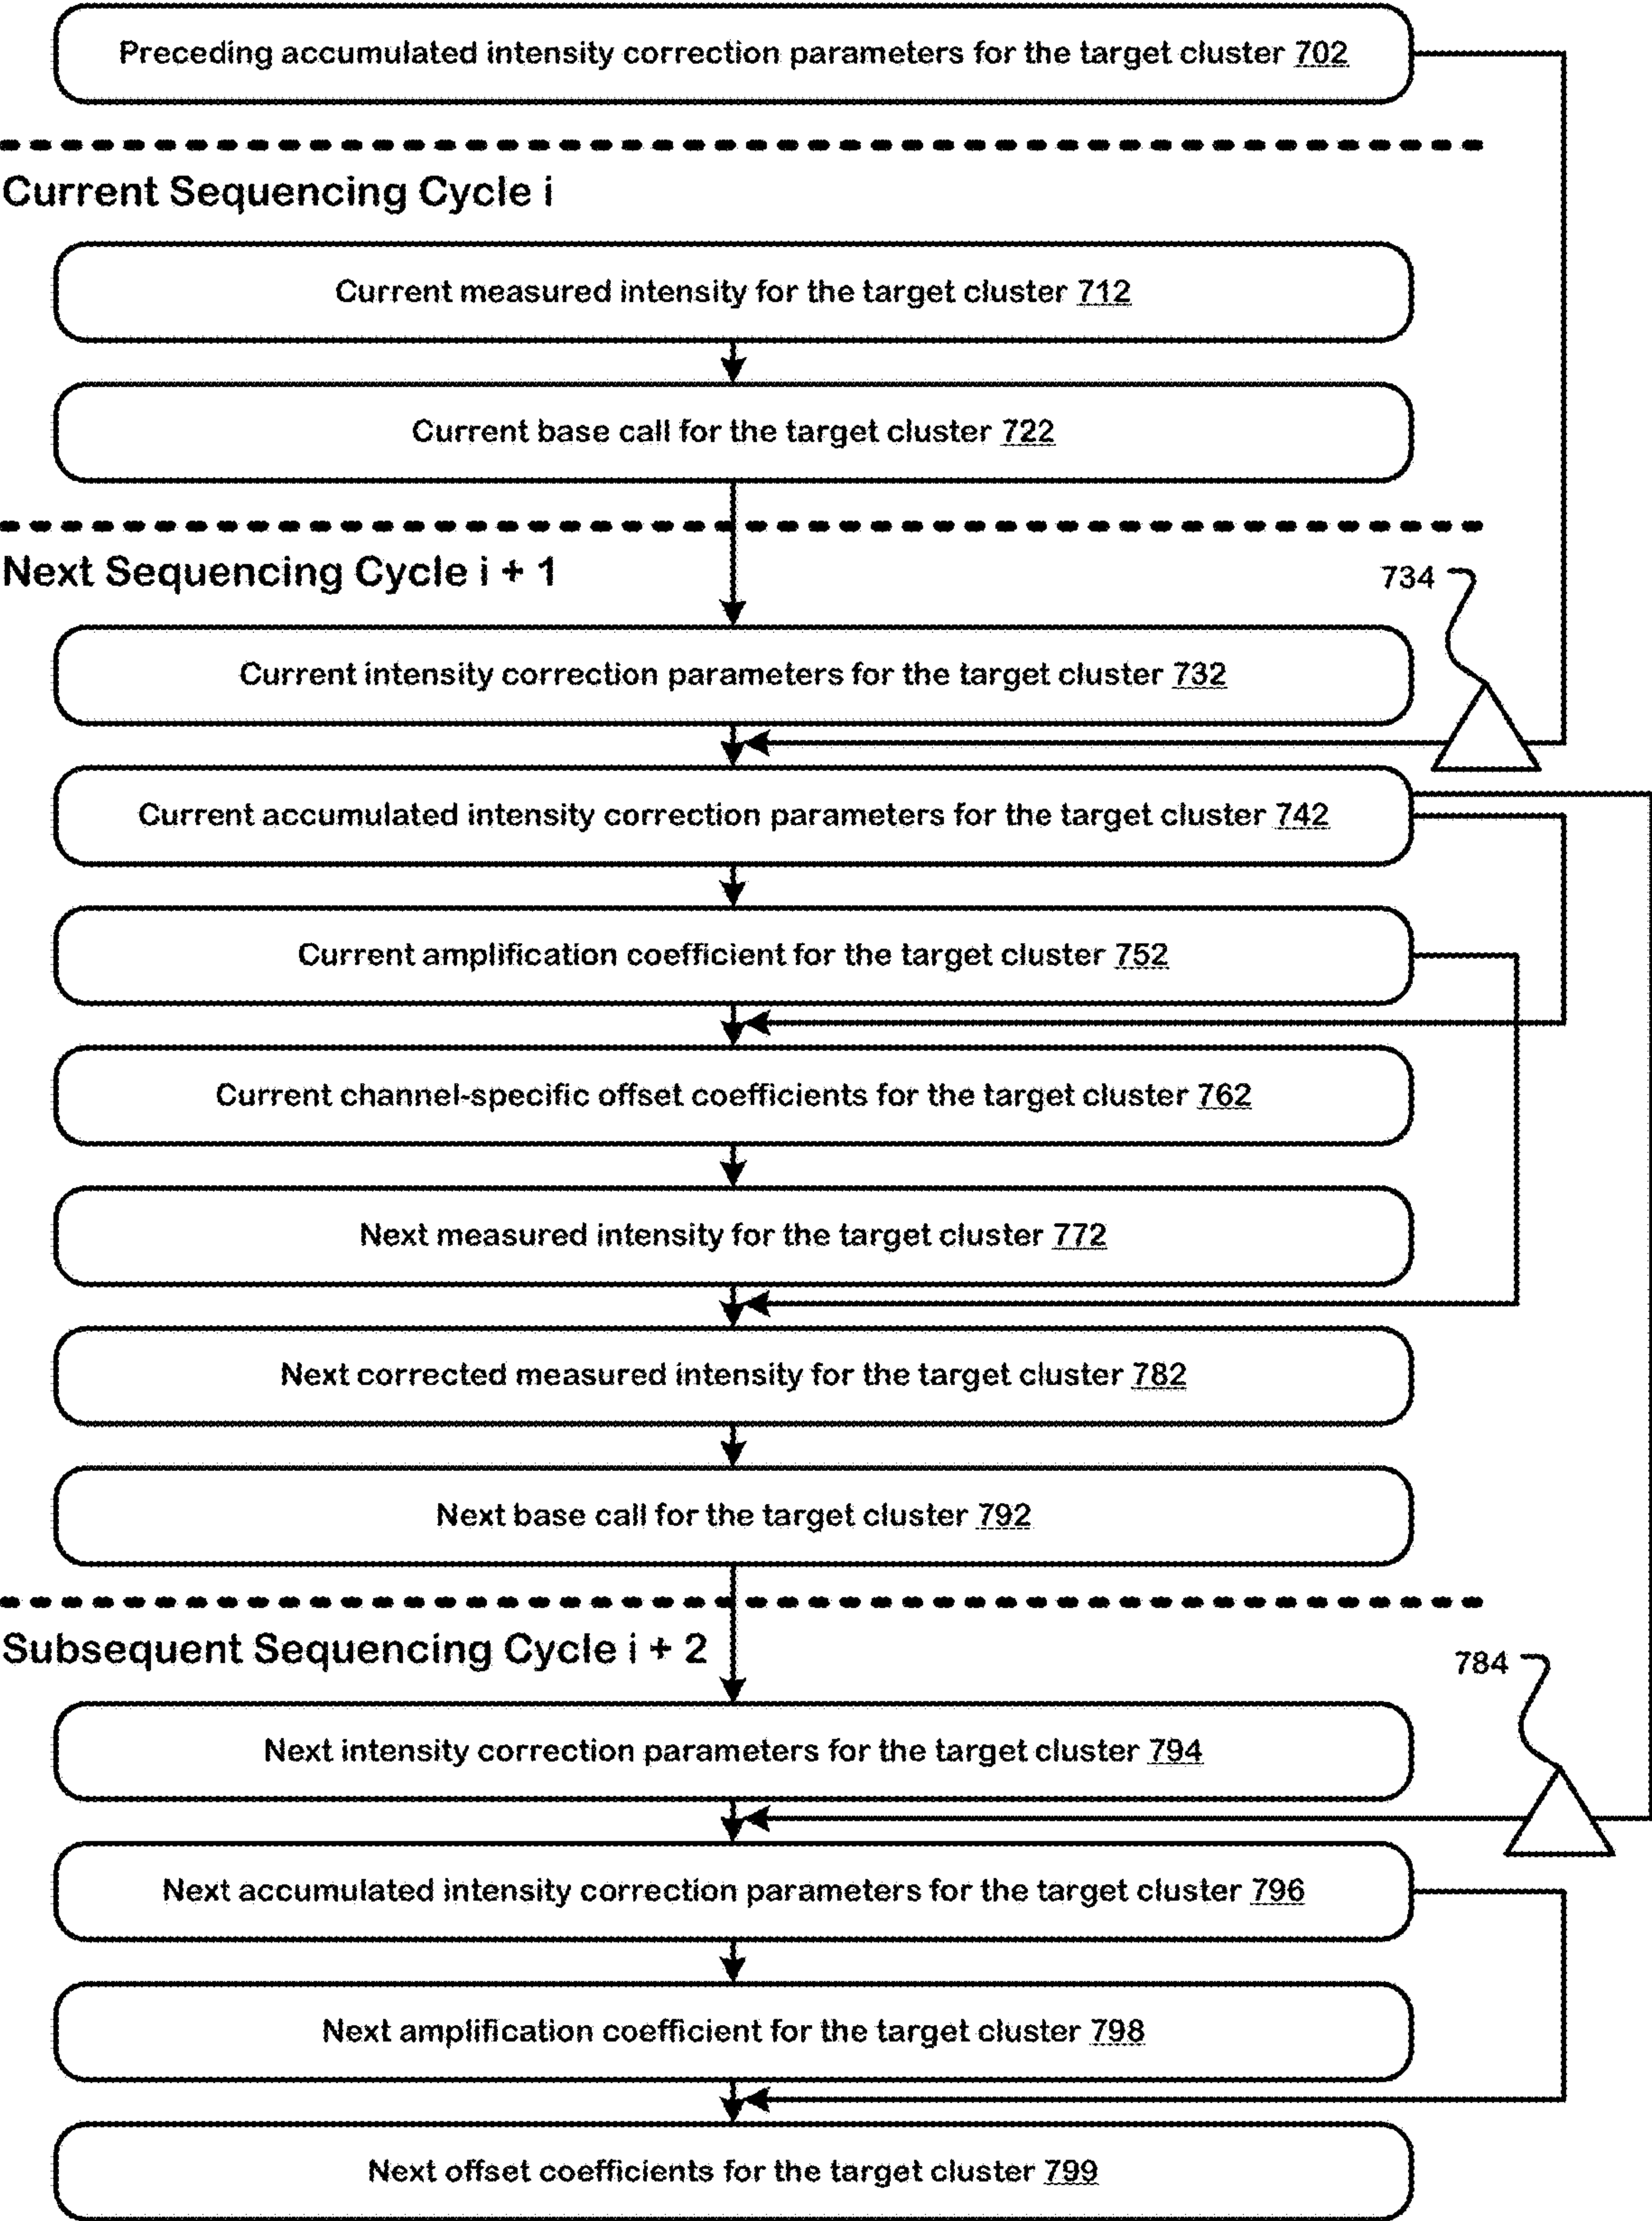 Preceding accumulated intensity correction parameters for the target cluster 702
Current Sequencing Cycle i
Current measured intensity for the target cluster 712
Current base call for the target cluster 722
Next Sequencing Cycle i + 1
734
Current intensity correction parameters for the target cluster 732
Current accumulated intensity correction parameters for the target cluster 742
Current amplification coefficient for the target cluster 752
Current channel-specific offset coefficients for the target cluster 762
Next measured intensity for the target cluster 772
Next corrected measured intensity for the target cluster 782
Next base call for the target cluster 792
Subsequent Sequencing Cycle i + 2
784
Next intensity correction parameters for the target cluster 794
Next accumulated intensity correction parameters for the target cluster 796
Next amplification coefficient for the target cluster 798
Next offset coefficients for the target cluster 799